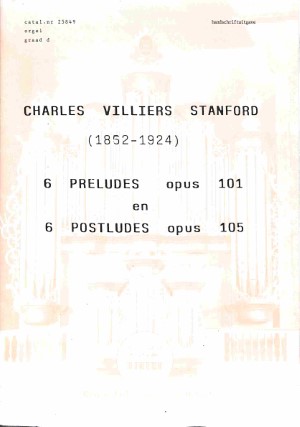 catal.nr 23649
handschriftuitgave
orgel
graad d
CHARLES VILLIERS STANFORD
(1852-1924)
6 PRELUDES opus 101
en
6 POSTLUDES opus 105